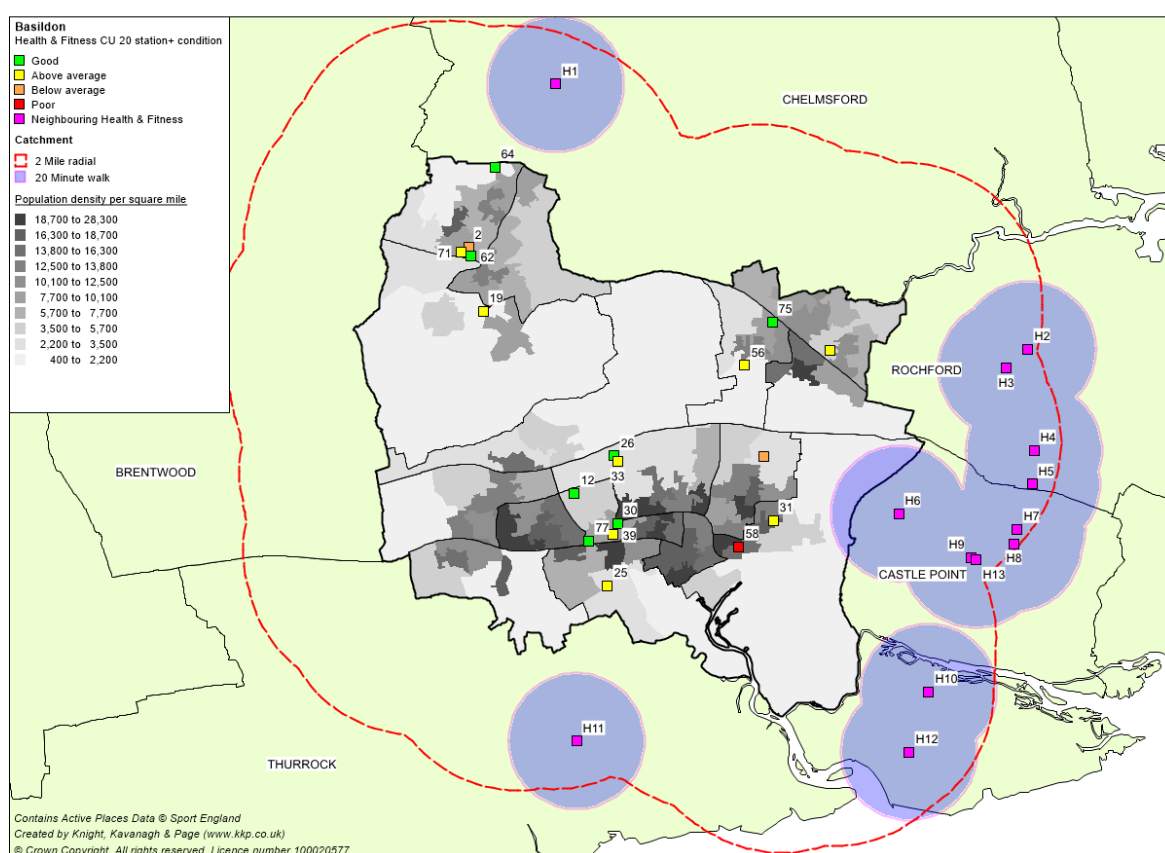 Basildon
Health & Fitness CU 20 station+ condition
Good
Above average
Below average
Poor
Neighbouring Health & Fitness
Catchment
2 Mile radial
20 Minute walk
Population density per square mile
18,700 to 28,300
16,300 to 18,700
13,800 to 16,300
12,500 to 13,800
10,100 to 12,500
7,700 to 10,100
5,700 to 7,700
3,500 to 5,700
2,200 to 3,500
400 to 2,200
H1
CHELMSFORD
64
2
71
62
19
75
56
H2
H3
ROCHFORD
BRENTWOOD
26
33
12
30
77
39
31
58
25
H4
H5
H6
H7
H8
H9
H13
CASTLE POINT
H10
H11
H12
THURROCK
Contains Active Places Data © Sport England
Created by Knight, Kavanagh & Page (www.kkp.co.uk)
© Crown Copyright. All rights reserved. Licence number 100020577